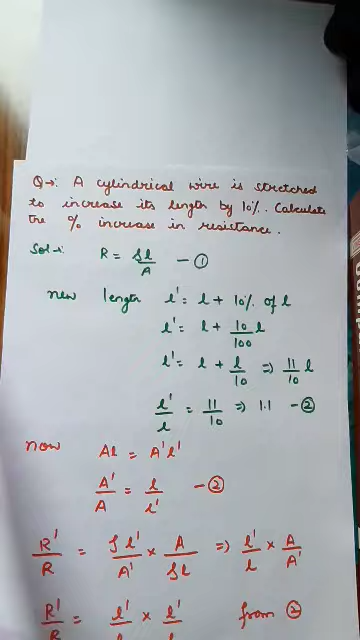 Q→: A cylindrical wire is stretched
to increase its length by 10%. Calculate
the % increase in resistance.
Sol→: R = ρl/A — ①
new length l' = l + 10% of l
l' = l + 10/100 l
l' = l + l/10 ⇒ 11/10 l
l'/l = 11/10 ⇒ 1.1 — ②
now Al = A'l'
A'/A = l/l' — ②
R'/R = ρl'/A' × A/ρl ⇒ l'/l × A/A'
R'/R = l'/l × l'/l from ②